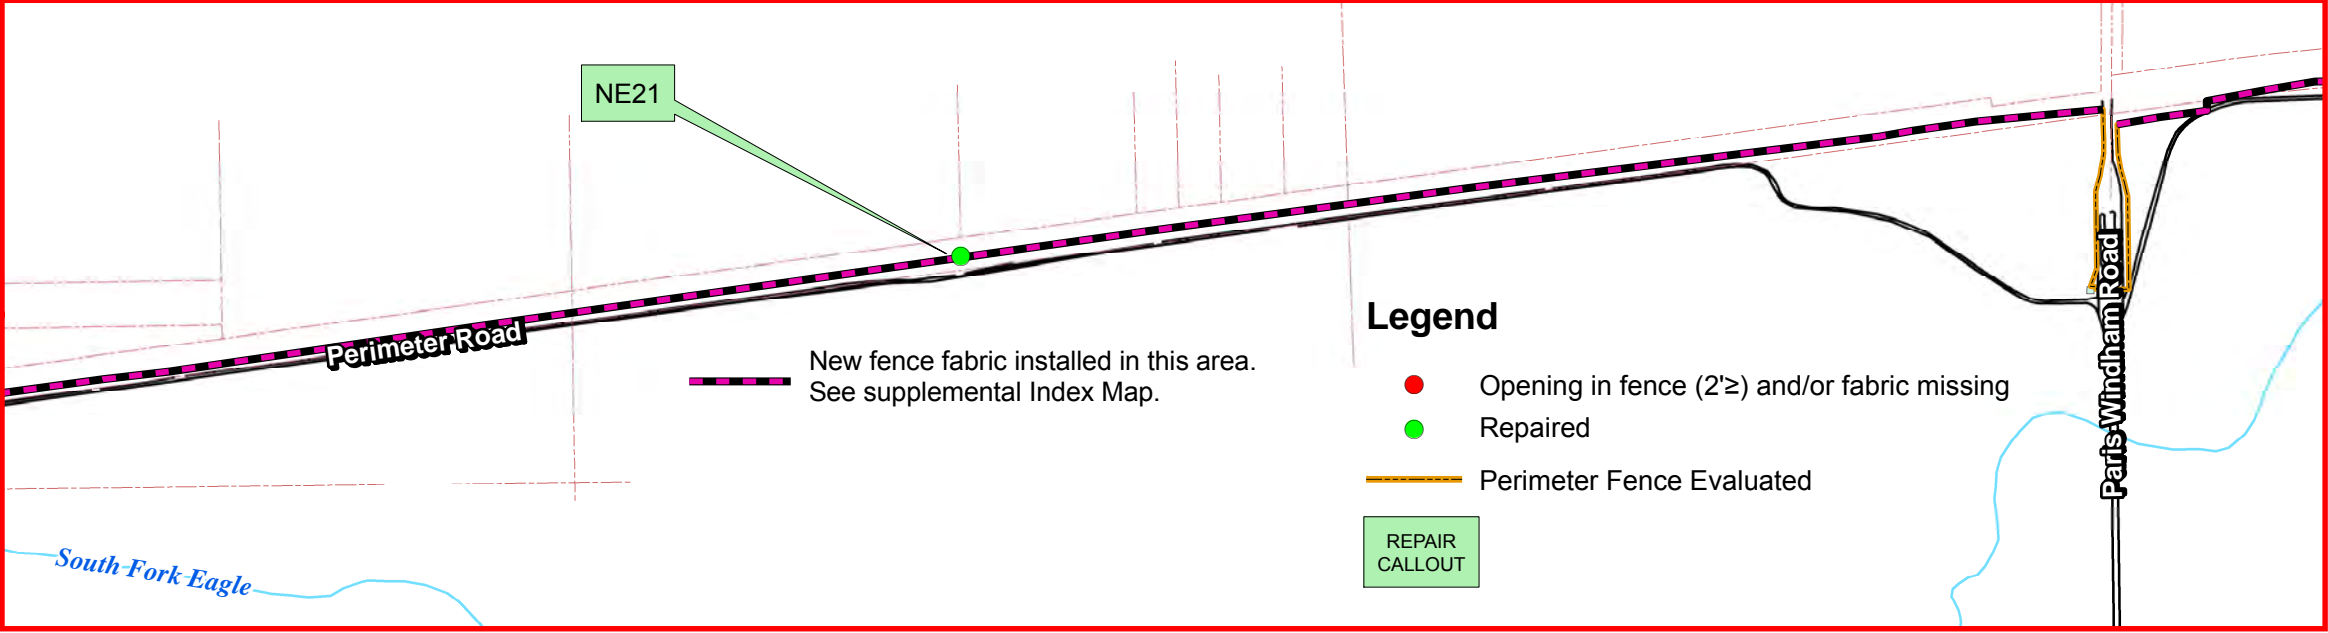 NE21
Perimeter Road
New fence fabric installed in this area.
See supplemental Index Map.
Legend
Opening in fence (2'≥) and/or fabric missing
Repaired
Perimeter Fence Evaluated
REPAIR
CALLOUT
Paris-Windham Road
South Fork Eagle